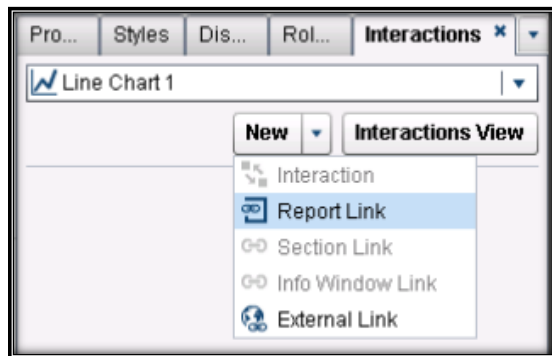 Pro... Styles Dis... Rol... Interactions
Line Chart 1
New Interactions View
Interaction
Report Link
Section Link
Info Window Link
External Link